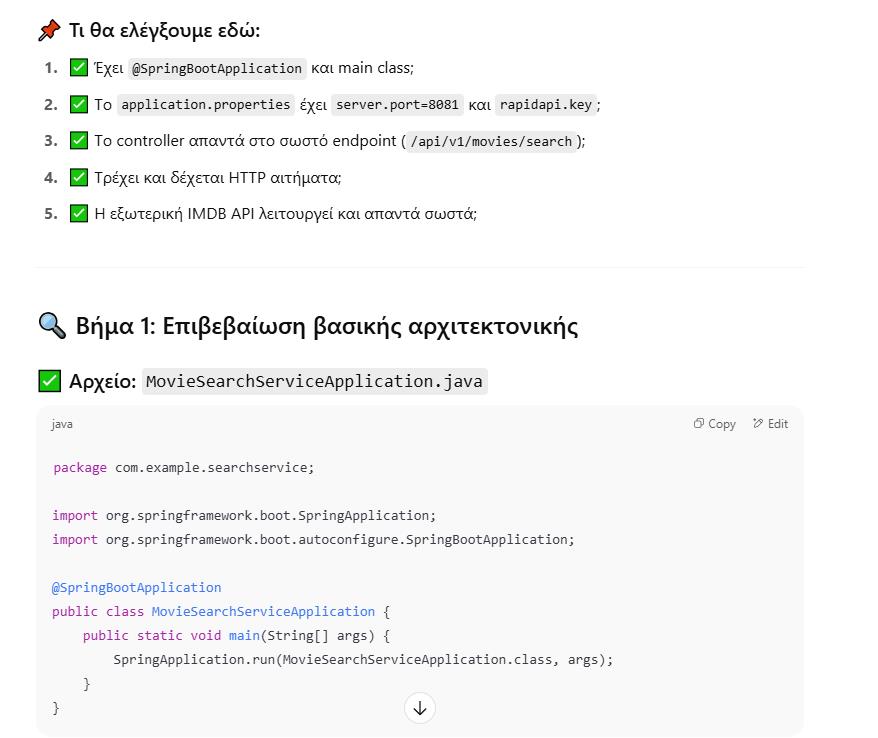 📌 Τι θα ελέγξουμε εδώ:
1. ✅ Έχει @SpringBootApplication και main class;
2. ✅ Το application.properties έχει server.port=8081 και rapidapi.key;
3. ✅ Το controller απαντά στο σωστό endpoint (/api/v1/movies/search);
4. ✅ Τρέχει και δέχεται HTTP αιτήματα;
5. ✅ Η εξωτερική IMDB API λειτουργεί και απαντά σωστά;
🔍 Βήμα 1: Επιβεβαίωση βασικής αρχιτεκτονικής
✅ Αρχείο: MovieSearchServiceApplication.java
java Copy Edit
package com.example.searchservice;
import org.springframework.boot.SpringApplication;
import org.springframework.boot.autoconfigure.SpringBootApplication;
@SpringBootApplication
public class MovieSearchServiceApplication {
    public static void main(String[] args) {
        SpringApplication.run(MovieSearchServiceApplication.class, args);
    }
}